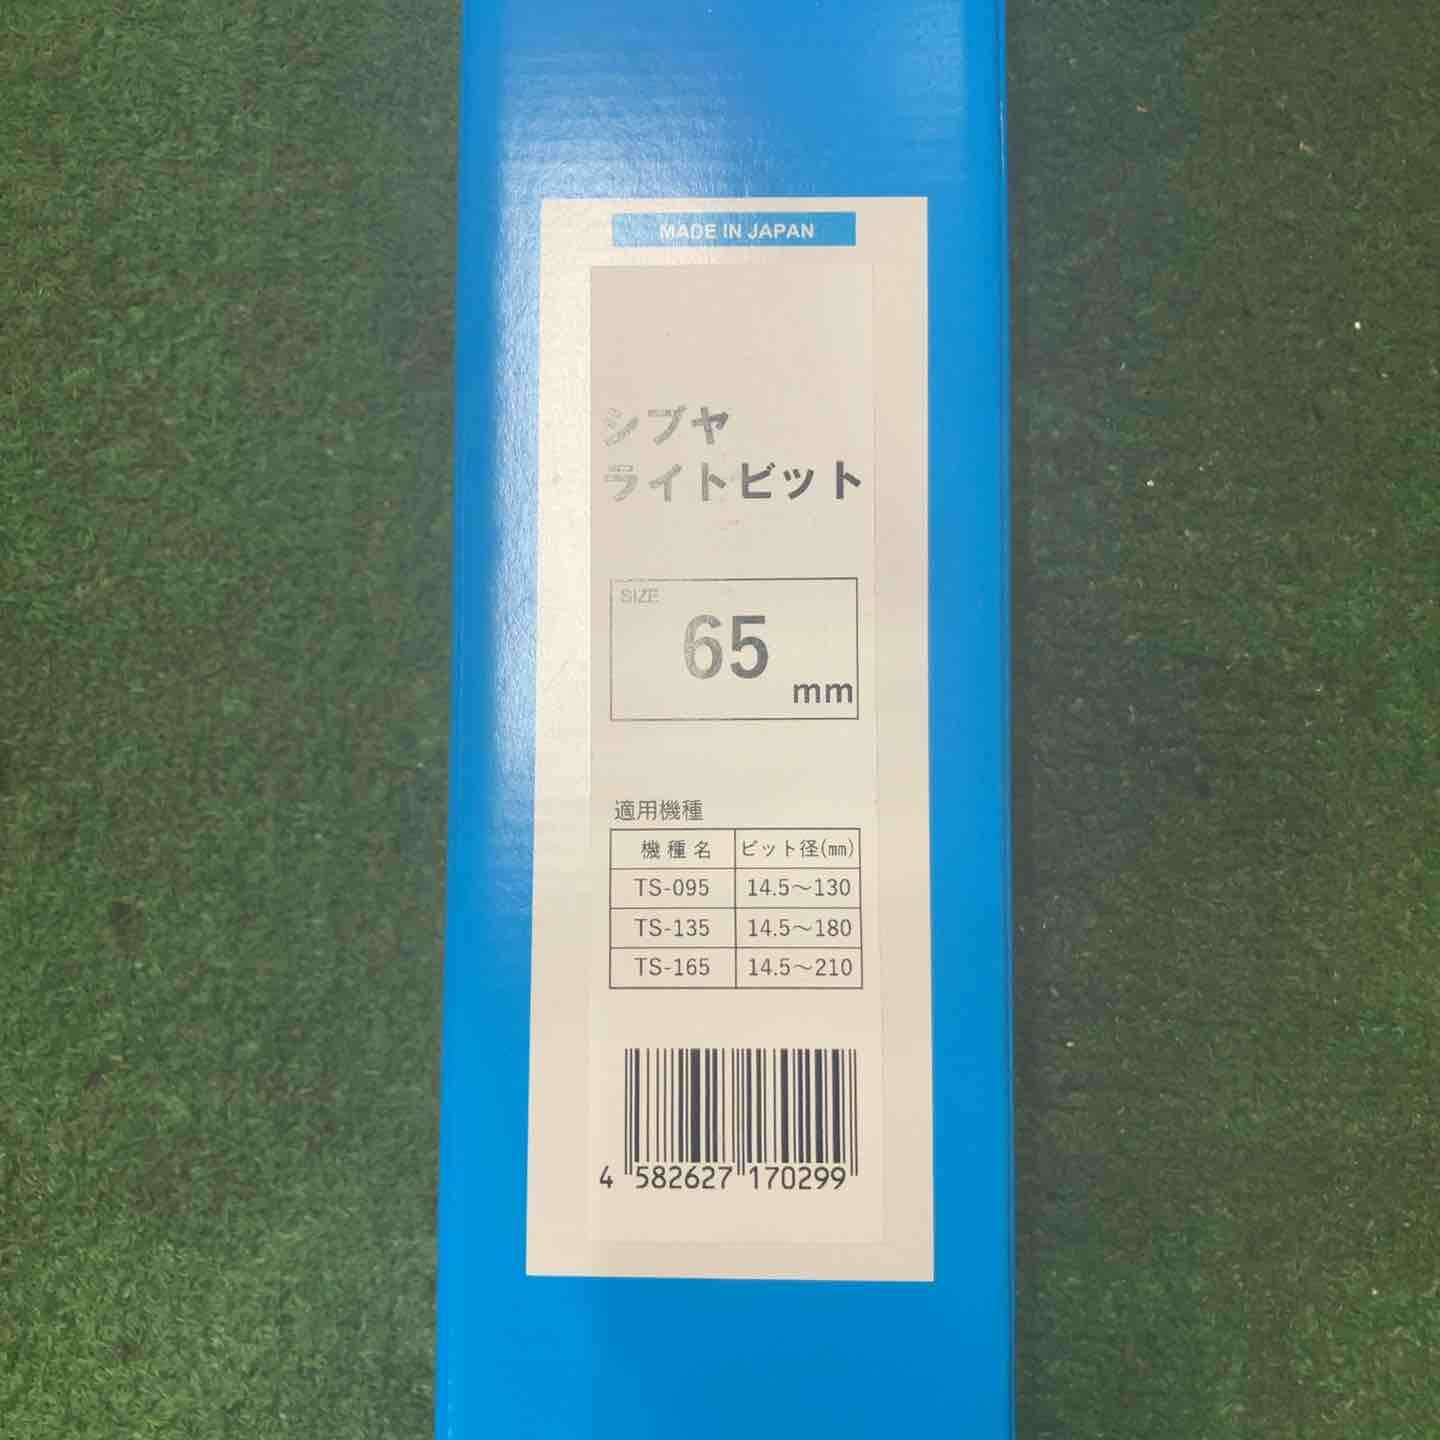 MADE IN JAPAN
シブヤ
ライトビット
SIZE
65
mm
適用機種
機種名 ビット径(㎜)
TS-095 14.5～130
TS-135 14.5～180
TS-165 14.5～210
4 582627 170299